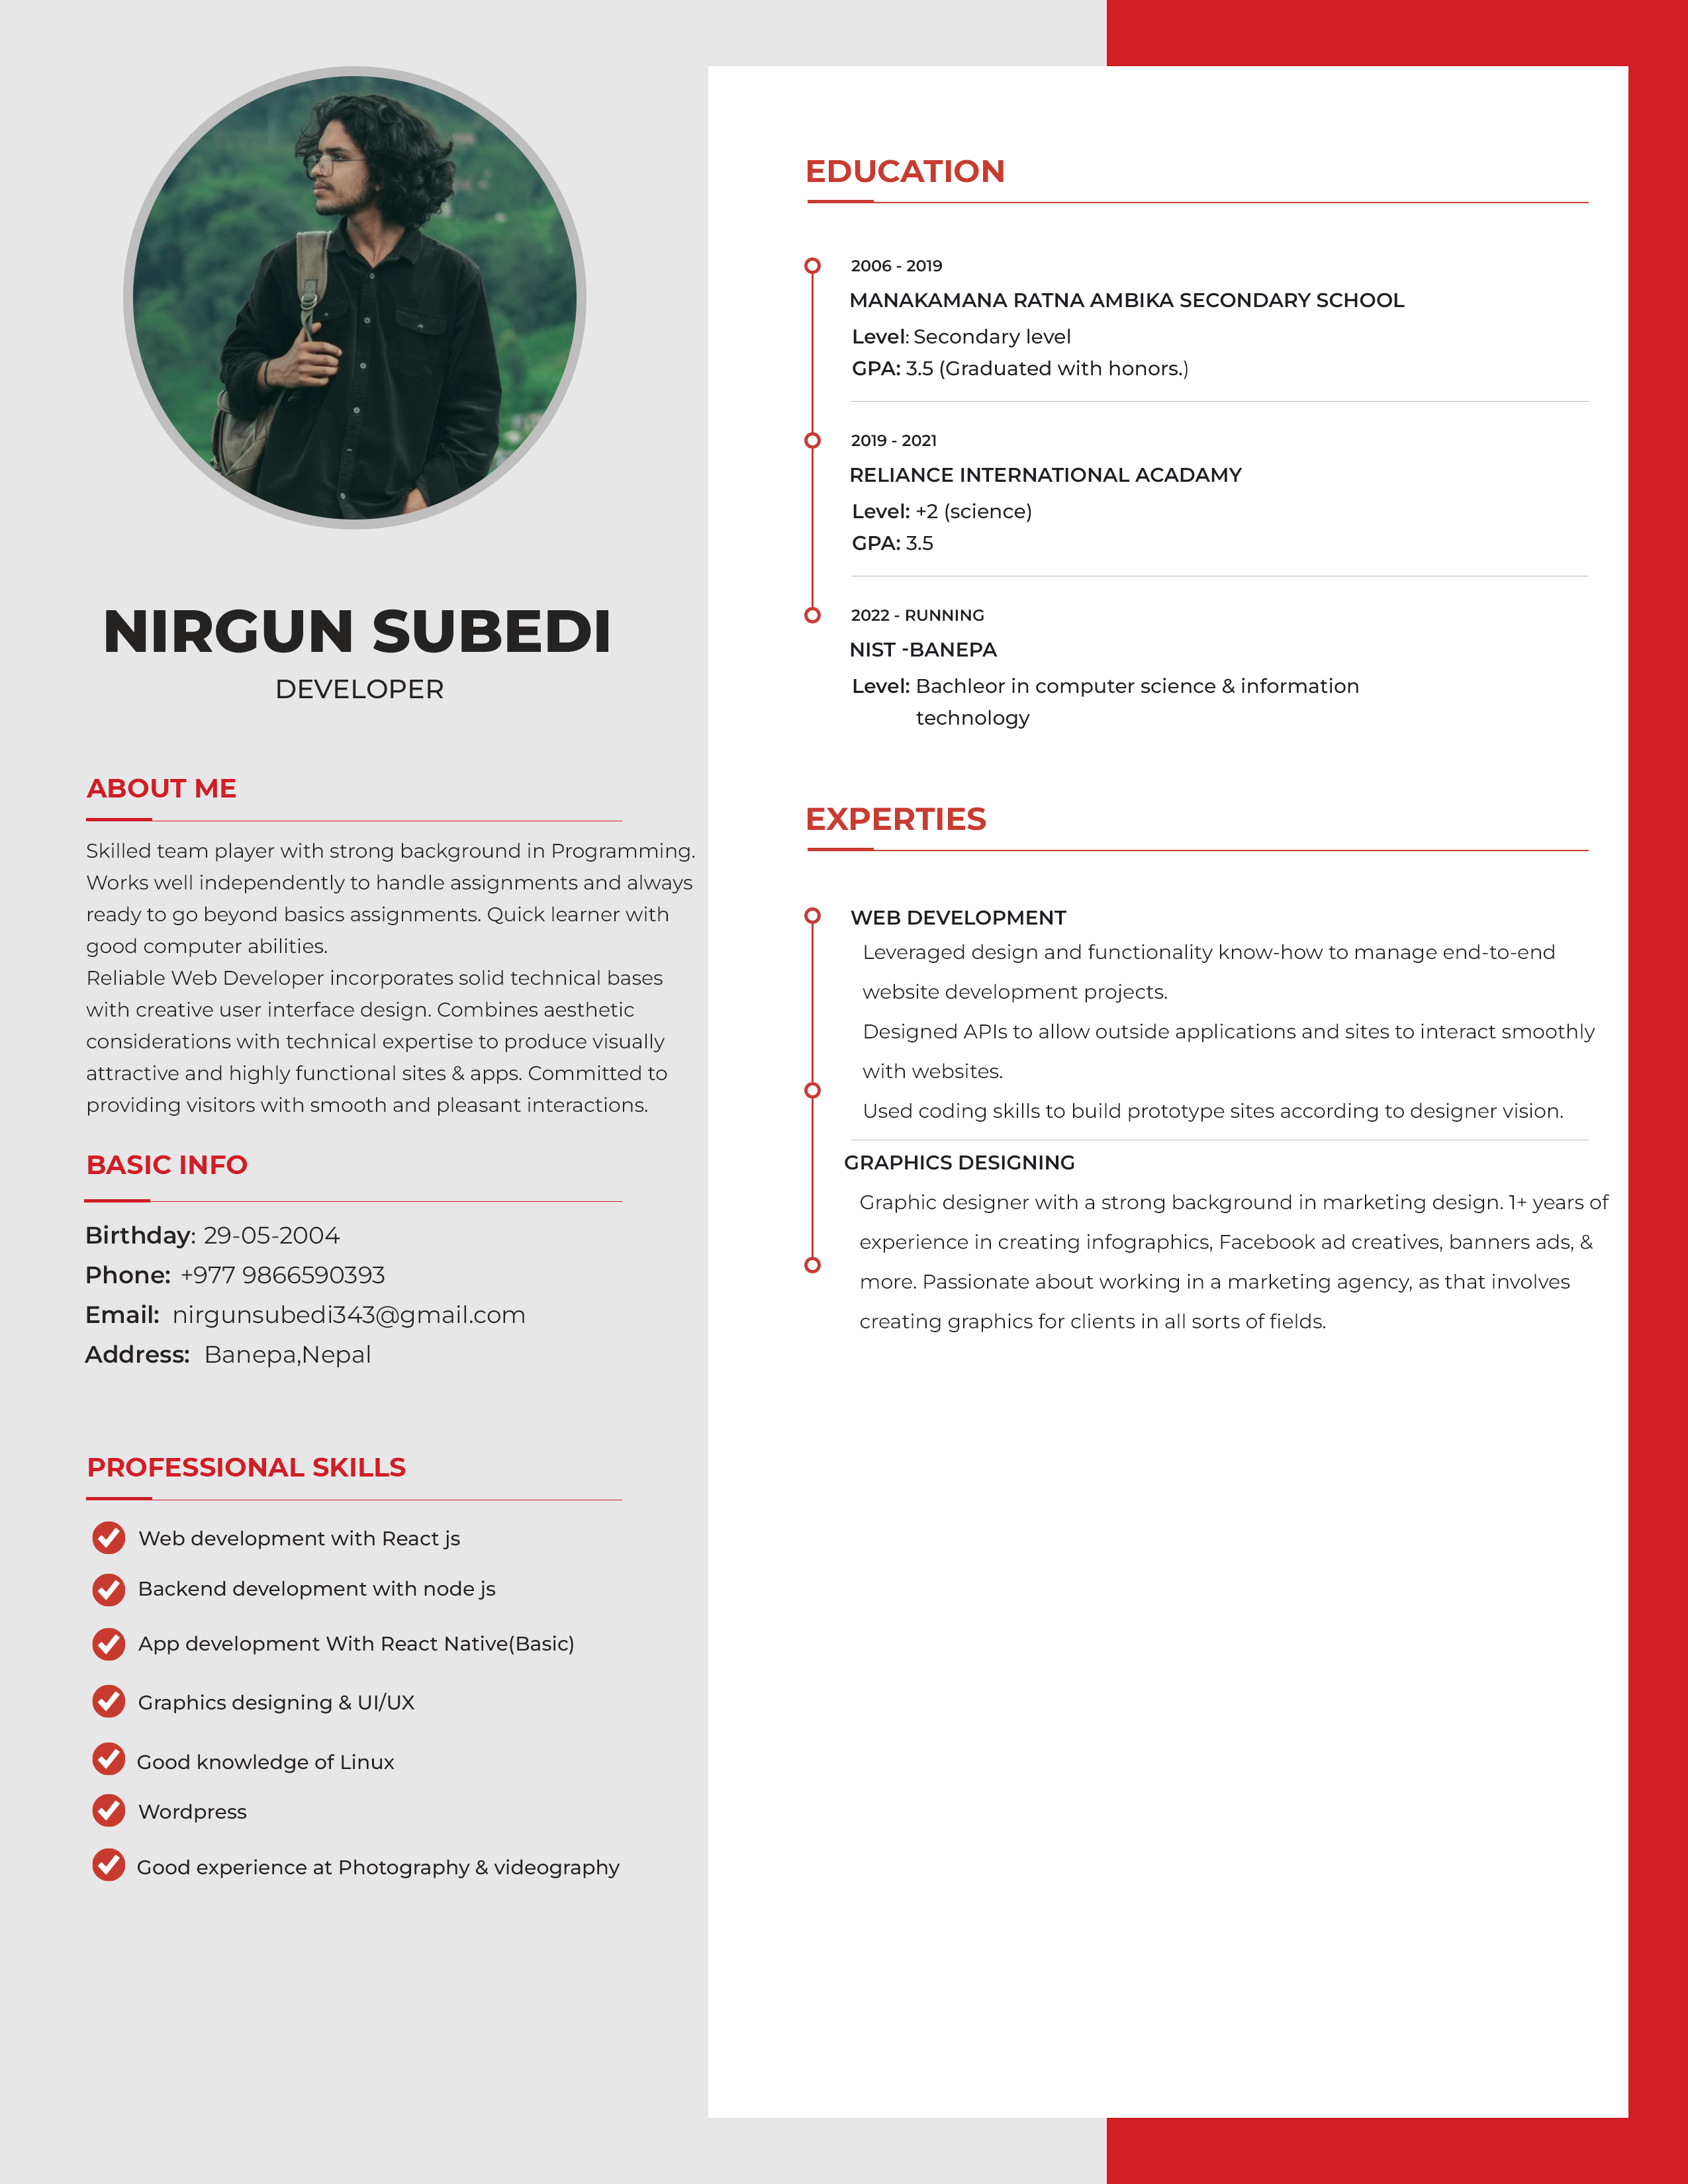 NIRGUN SUBEDI
DEVELOPER
ABOUT ME
Skilled team player with strong background in Programming.
Works well independently to handle assignments and always
ready to go beyond basics assignments. Quick learner with
good computer abilities.
Reliable Web Developer incorporates solid technical bases
with creative user interface design. Combines aesthetic
considerations with technical expertise to produce visually
attractive and highly functional sites & apps. Committed to
providing visitors with smooth and pleasant interactions.
BASIC INFO
Birthday: 29-05-2004
Phone: +977 9866590393
Email: nirgunsubedi343@gmail.com
Address: Banepa,Nepal
PROFESSIONAL SKILLS
Web development with React js
Backend development with node js
App development With React Native(Basic)
Graphics designing & UI/UX
Good knowledge of Linux
Wordpress
Good experience at Photography & videography
EDUCATION
2006 - 2019
MANAKAMANA RATNA AMBIKA SECONDARY SCHOOL
Level: Secondary level
GPA: 3.5 (Graduated with honors.)
2019 - 2021
RELIANCE INTERNATIONAL ACADAMY
Level: +2 (science)
GPA: 3.5
2022 - RUNNING
NIST -BANEPA
Level: Bachleor in computer science & information
technology
EXPERTIES
WEB DEVELOPMENT
Leveraged design and functionality know-how to manage end-to-end
website development projects.
Designed APIs to allow outside applications and sites to interact smoothly
with websites.
Used coding skills to build prototype sites according to designer vision.
GRAPHICS DESIGNING
Graphic designer with a strong background in marketing design. 1+ years of
experience in creating infographics, Facebook ad creatives, banners ads, &
more. Passionate about working in a marketing agency, as that involves
creating graphics for clients in all sorts of fields.